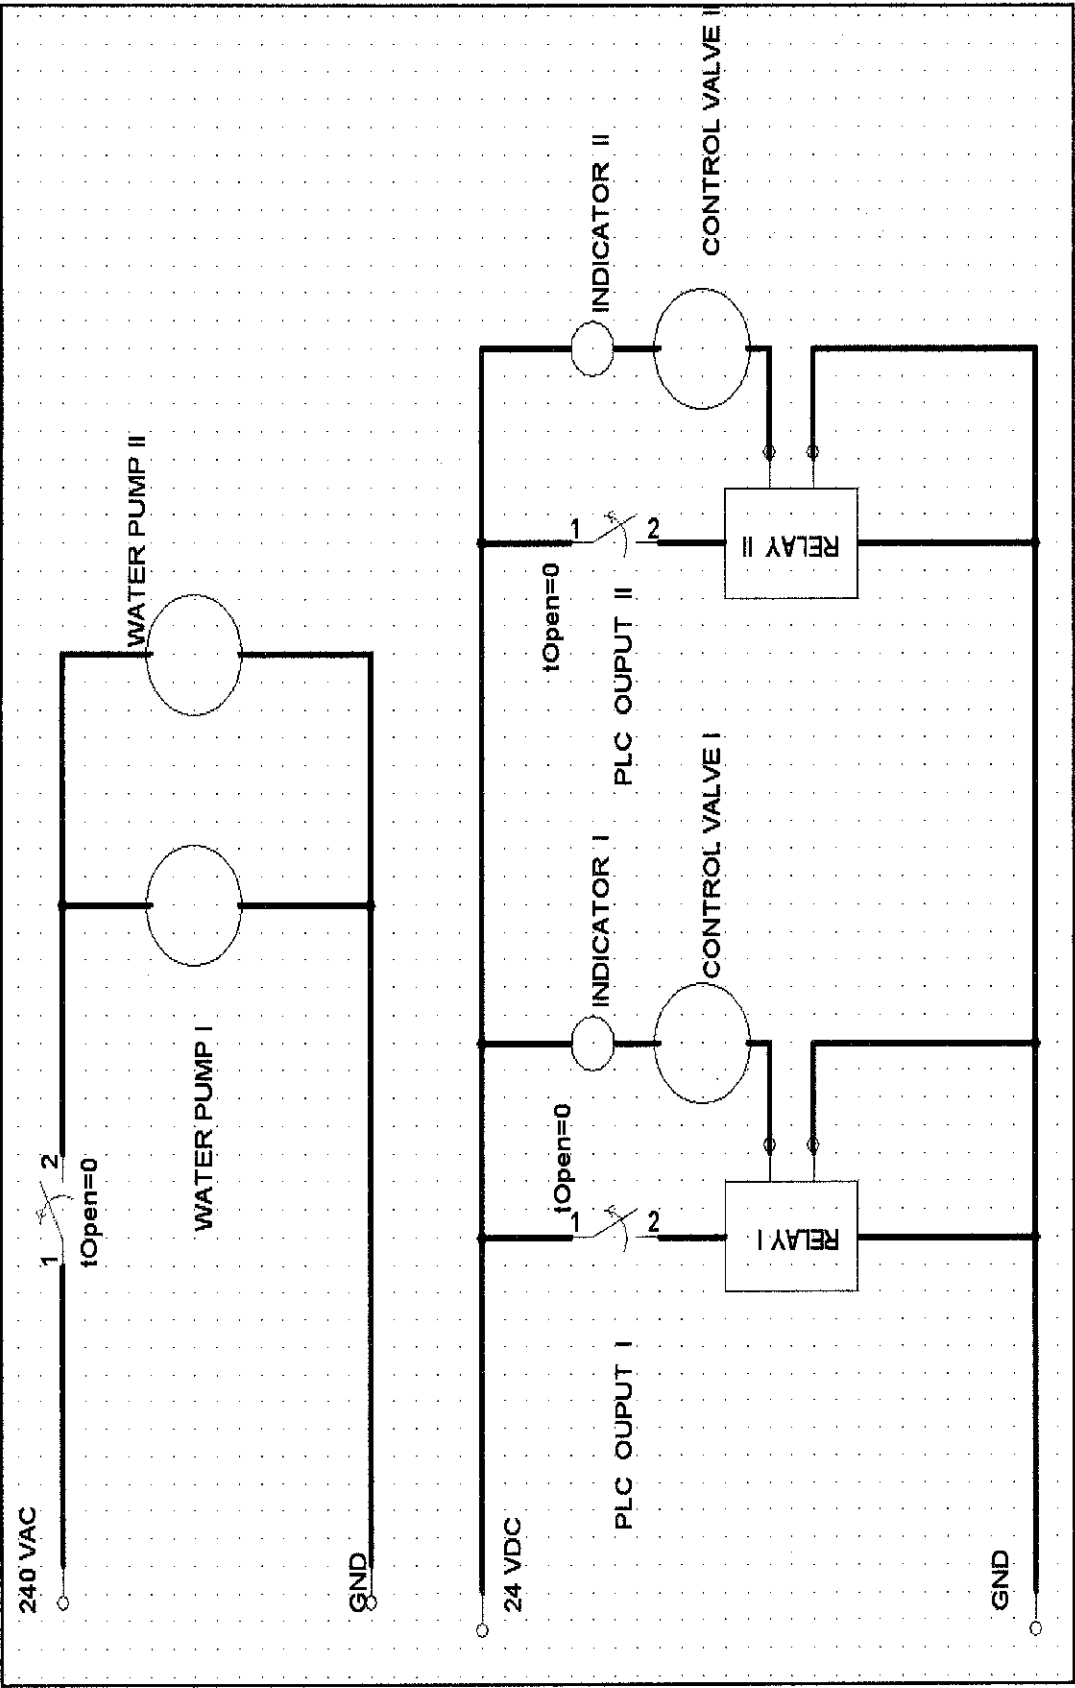 240 VAC
1
2
tOpen=0
WATER PUMP I
WATER PUMP II
GND
24 VDC
PLC OUPUT I
1
2
tOpen=0
RELAY I
INDICATOR I
CONTROL VALVE I
PLC OUPUT II
tOpen=0
1
2
RELAY II
INDICATOR II
CONTROL VALVE II
GND